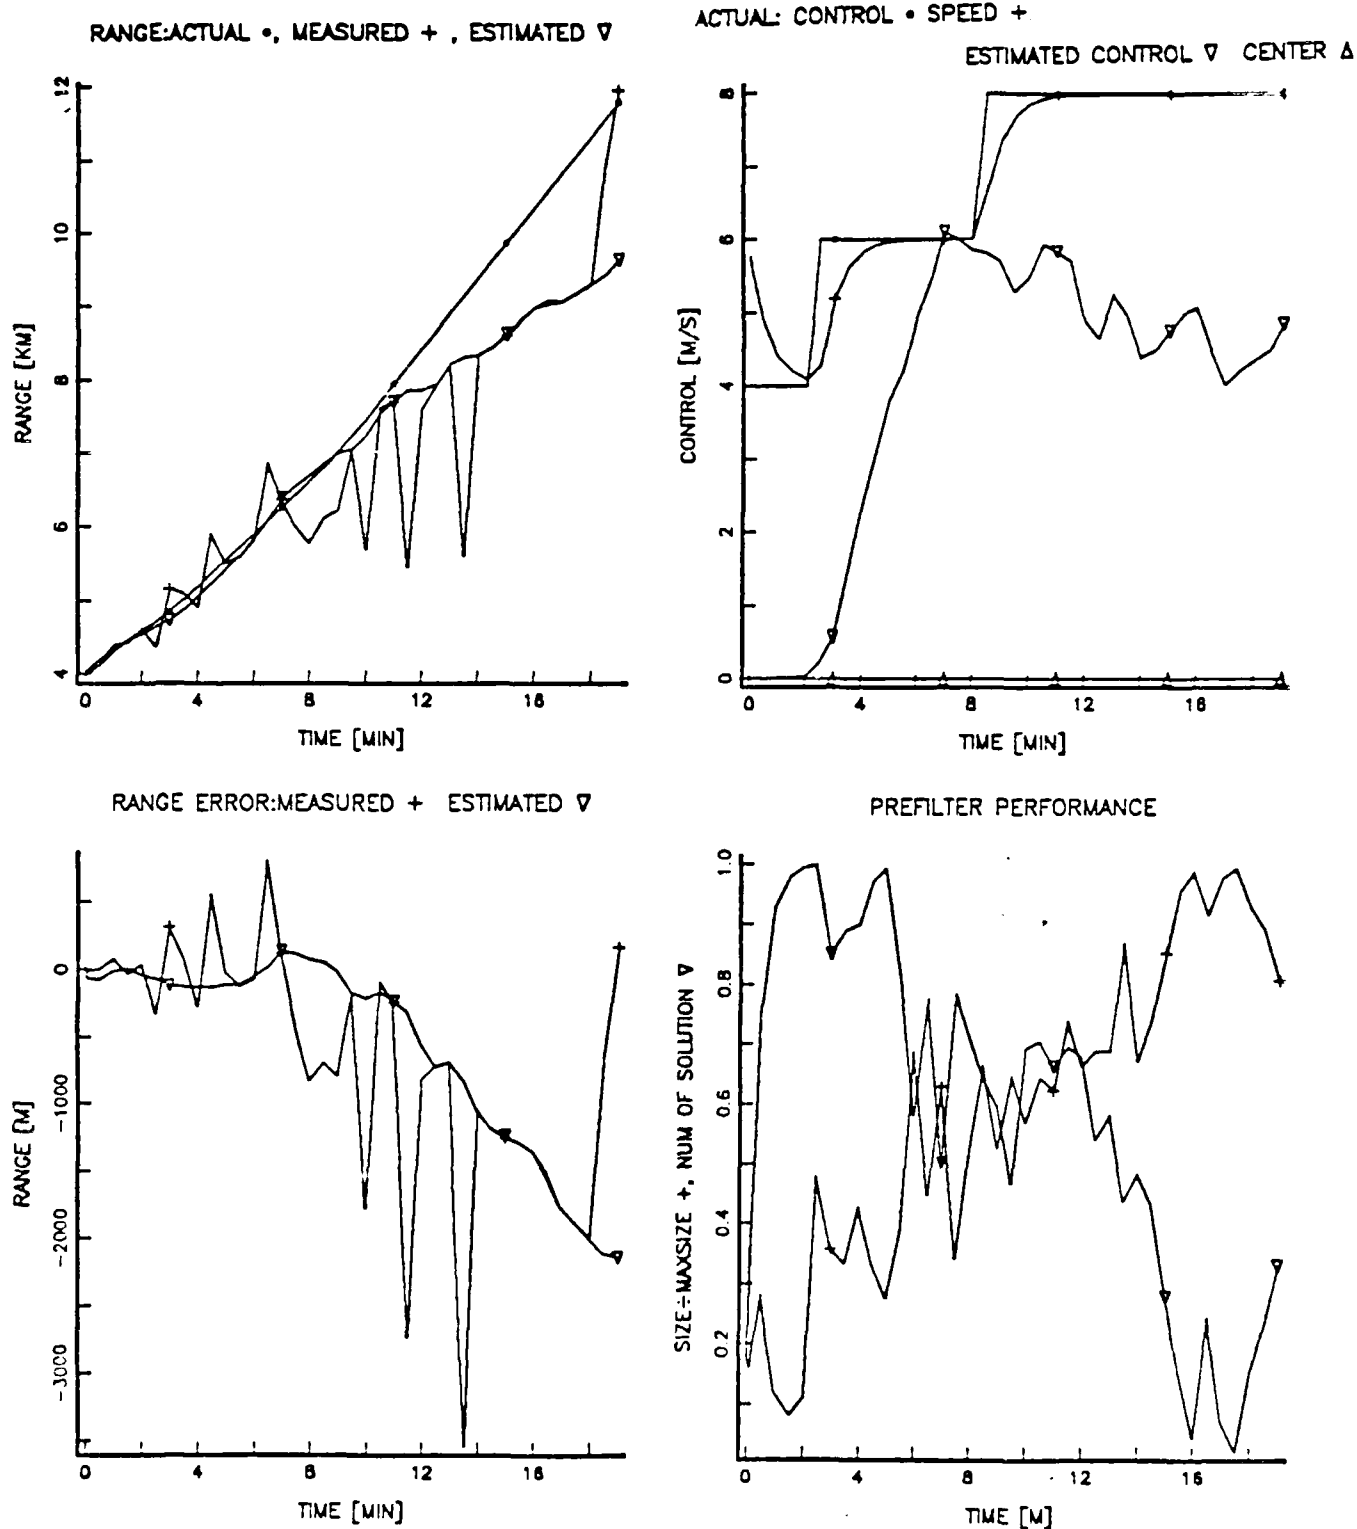 RANGE:ACTUAL •, MEASURED + , ESTIMATED ∇
12
10
8
6
4
RANGE [KM]
0 4 8 12 16
TIME [MIN]
ACTUAL: CONTROL • SPEED +
ESTIMATED CONTROL ∇ CENTER Δ
8
6
4
2
0
CONTROL [M/S]
0 4 8 12 16
TIME [MIN]
RANGE ERROR:MEASURED + ESTIMATED ∇
0
-1000
-2000
-3000
RANGE [M]
0 4 8 12 16
TIME [MIN]
PREFILTER PERFORMANCE
1.0
0.8
0.6
0.4
0.2
SIZE÷MAXSIZE +, NUM OF SOLUTION ∇
0 4 8 12 16
TIME [M]